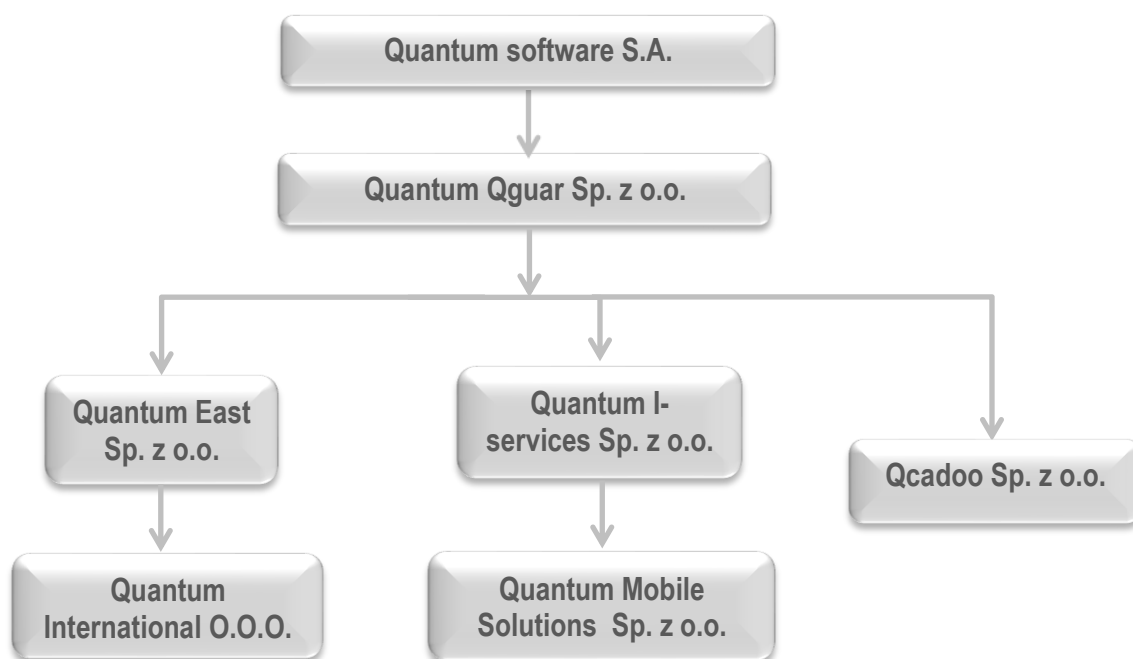 Quantum software S.A.
Quantum Qguar Sp. z o.o.
Quantum East
Sp. z o.o.
Quantum I-
services Sp. z o.o.
Qcadoo Sp. z o.o.
Quantum
International O.O.O.
Quantum Mobile
Solutions  Sp. z o.o.